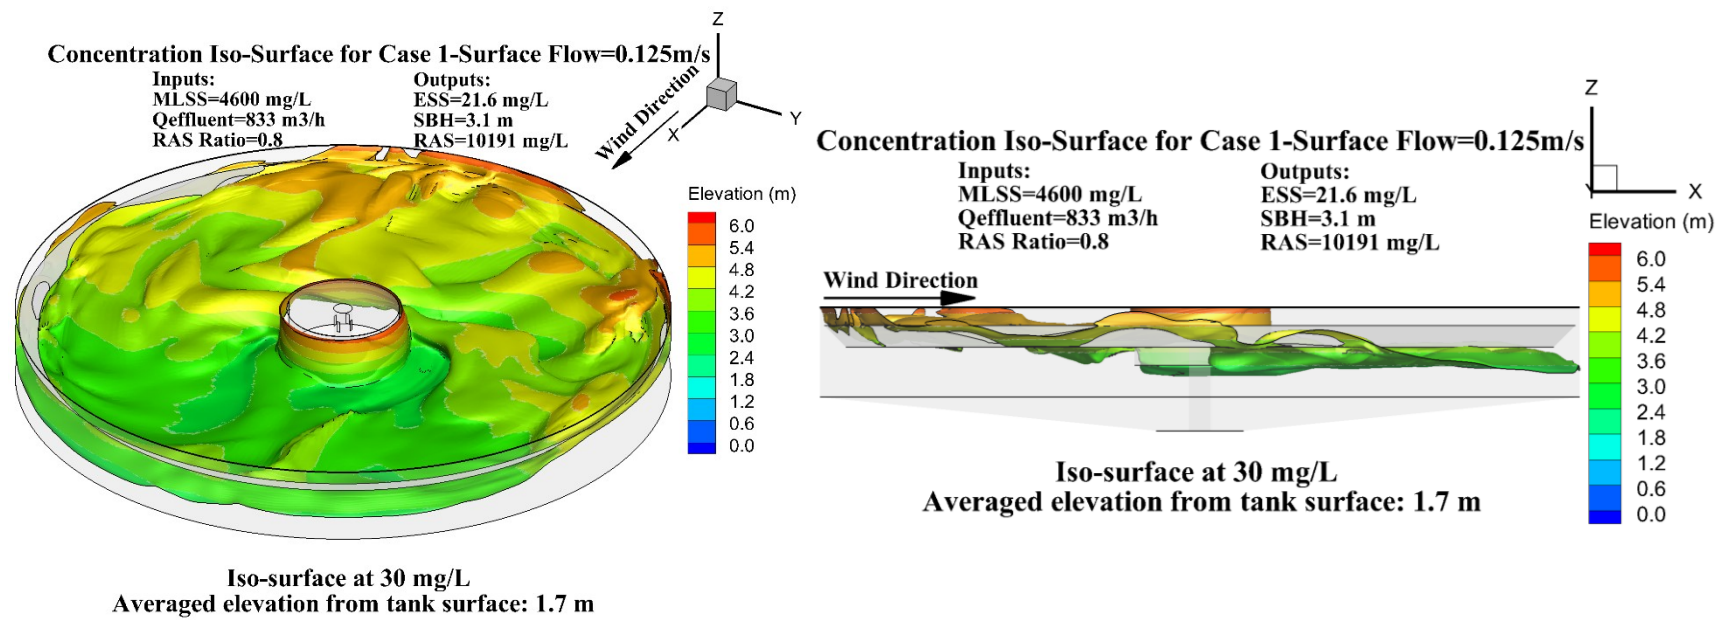 Z
Concentration Iso-Surface for Case 1-Surface Flow=0.125m/s
Inputs:
MLSS=4600 mg/L
Qeffluent=833 m3/h
RAS Ratio=0.8
Outputs:
ESS=21.6 mg/L
SBH=3.1 m
RAS=10191 mg/L
Wind Direction
X
Y
Elevation (m)
6.0
5.4
4.8
4.2
3.6
3.0
2.4
1.8
1.2
0.6
0.0
Iso-surface at 30 mg/L
Averaged elevation from tank surface: 1.7 m
Z
Concentration Iso-Surface for Case 1-Surface Flow=0.125m/s
Inputs:
MLSS=4600 mg/L
Qeffluent=833 m3/h
RAS Ratio=0.8
Outputs:
ESS=21.6 mg/L
SBH=3.1 m
RAS=10191 mg/L
X
Wind Direction
Elevation (m)
6.0
5.4
4.8
4.2
3.6
3.0
2.4
1.8
1.2
0.6
0.0
Iso-surface at 30 mg/L
Averaged elevation from tank surface: 1.7 m